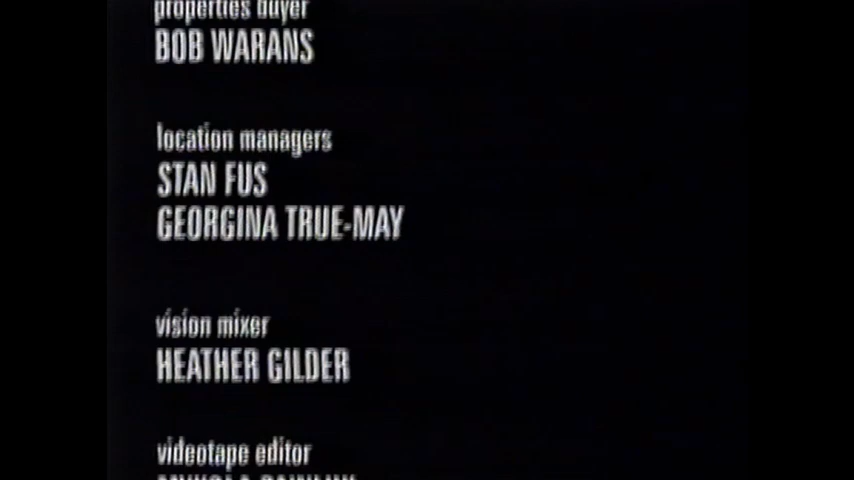 properties buyer
BOB WARANS
location managers
STAN FUS
GEORGINA TRUE-MAY
vision mixer
HEATHER GILDER
videotape editor